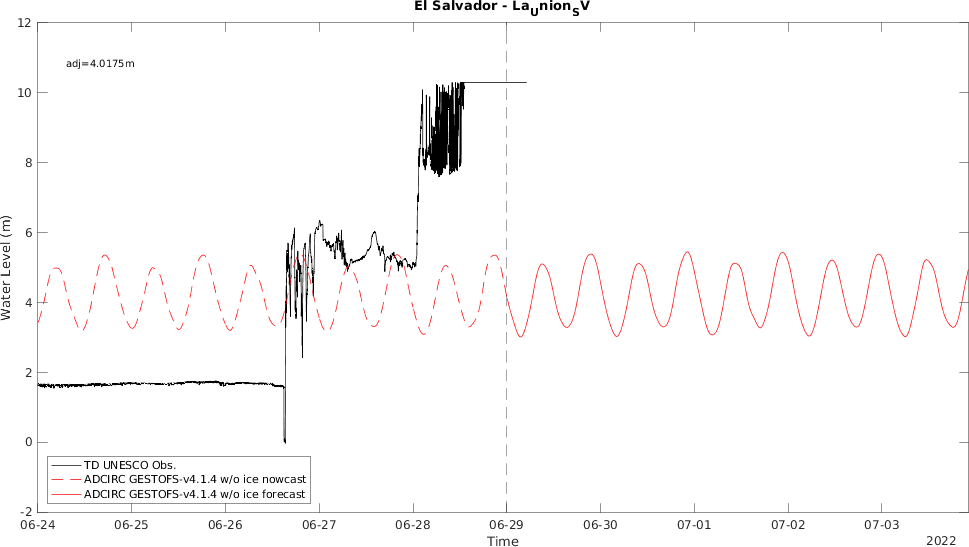 El Salvador - LaUnionSV
12
10
8
6
4
2
0
-2
Water Level (m)
adj=4.0175m
TD UNESCO Obs.
ADCIRC GESTOFS-v4.1.4 w/o ice nowcast
ADCIRC GESTOFS-v4.1.4 w/o ice forecast
06-24 06-25 06-26 06-27 06-28 06-29 06-30 07-01 07-02 07-03
Time
2022